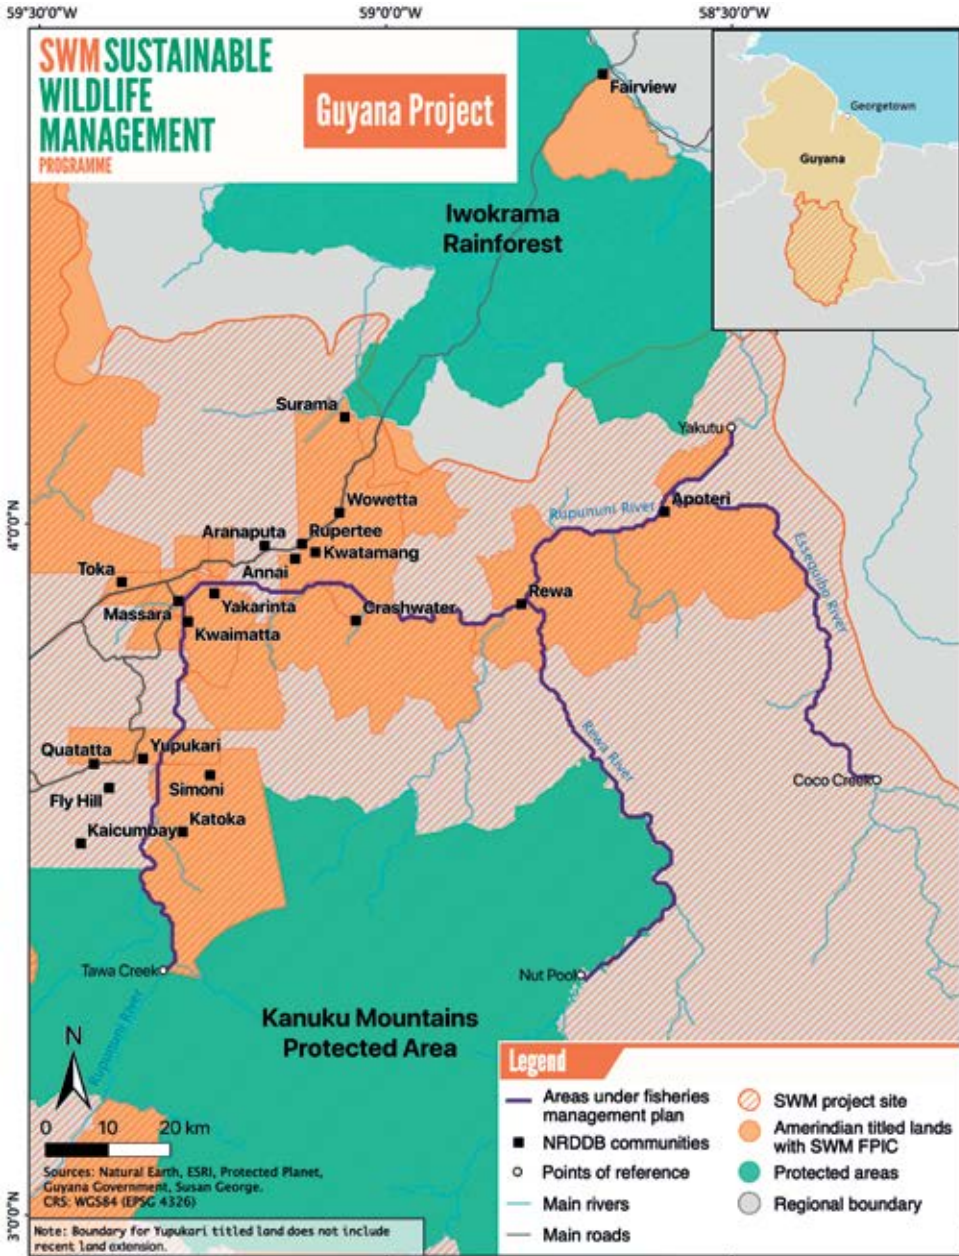 59°30'0"W
59°0'0"W
58°30'0"W
SWM SUSTAINABLE
WILDLIFE
MANAGEMENT
PROGRAMME
Guyana Project
Fairview
Georgetown
Guyana
Iwokrama
Rainforest
Surama
Yakutu
Wowetta
Rupununi River
Apoteri
4°0'0"N
Aranaputa
Rupertee
Kwatamang
Annai
Essequibo River
Toka
Massara
Yakarinta
Crashwater
Rewa
Kwaimatta
Quatatta
Yupukari
Rewa River
Simoni
Coco Creek
Fly Hill
Katoka
Kaicumbay
Tawa Creek
Nut Pool
Rupununi River
Kanuku Mountains
Protected Area
N
0 10 20 km
Sources: Natural Earth, ESRI, Protected Planet,
Guyana Government, Susan George.
CRS: WGS84 (EPSG 4326)
3°0'0"N
Note: Boundary for Yupukari titled land does not include
recent land extension.
Legend
Areas under fisheries
management plan
NRDDB communities
Points of reference
Main rivers
Main roads
SWM project site
Amerindian titled lands
with SWM FPIC
Protected areas
Regional boundary